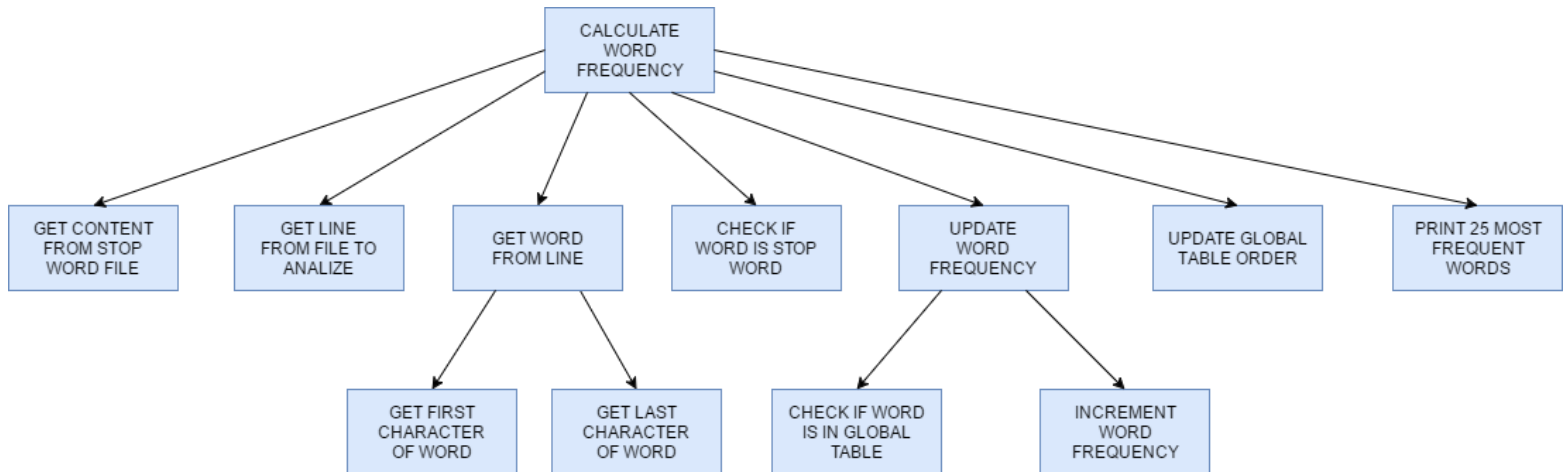 CALCULATE
WORD
FREQUENCY
GET CONTENT
FROM STOP
WORD FILE
GET LINE
FROM FILE TO
ANALIZE
GET WORD
FROM LINE
CHECK IF
WORD IS STOP
WORD
UPDATE
WORD
FREQUENCY
UPDATE GLOBAL
TABLE ORDER
PRINT 25 MOST
FREQUENT
WORDS
GET FIRST
CHARACTER
OF WORD
GET LAST
CHARACTER
OF WORD
CHECK IF WORD
IS IN GLOBAL
TABLE
INCREMENT
WORD
FREQUENCY